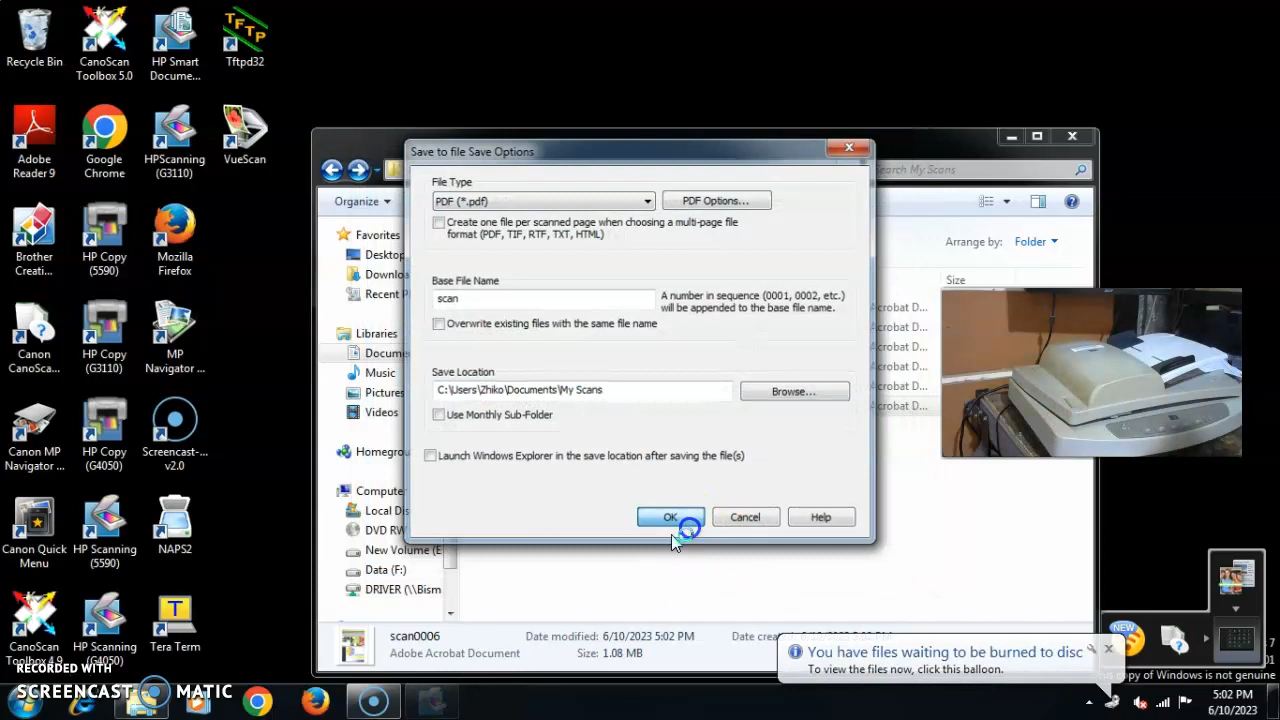 Recycle Bin
CanoScan
Toolbox 5.0
HP Smart
Docume...
TFTP
Tftpd32
Adobe
Reader 9
Google
Chrome
HPScanning
(G3110)
VueScan
Brother
Creati...
HP Copy
(5590)
Mozilla
Firefox
Canon
CanoSca...
HP Copy
(G3110)
MP
Navigator ...
Canon MP
Navigator ...
HP Copy
(G4050)
Screencast-...
v2.0
Canon Quick
Menu
HP Scanning
(5590)
NAPS2
CanoScan
Toolbox 4.9
HP Scanning
(G4050)
Tera Term
Search My Scans
Organize
Favorites
Desktop
Downlo
Recent P
Libraries
Docume
Music
Pictures
Videos
Homegro
Computer
Local Dis
DVD RW
New Volume (E
Data (F:)
DRIVER (\\Bism
Arrange by: Folder
Size
Acrobat D...
Acrobat D...
Acrobat D...
Acrobat D...
Acrobat D...
Save to file Save Options
File Type
PDF (*.pdf)
PDF Options...
Create one file per scanned page when choosing a multi-page file
format (PDF, TIF, RTF, TXT, HTML)
Base File Name
scan
A number in sequence (0001, 0002, etc.)
will be appended to the base file name.
Overwrite existing files with the same file name
Save Location
C:\Users\Zhiko\Documents\My Scans
Browse...
Use Monthly Sub-Folder
Launch Windows Explorer in the save location after saving the file(s)
OK
Cancel
Help
scan0006
Date modified: 6/10/2023 5:02 PM
Adobe Acrobat Document
Size: 1.08 MB
NEW
You have files waiting to be burned to disc
To view the files now, click this balloon.
copy of Windows is not genuine
RECORDED WITH
SCREENCAST MATIC
5:02 PM
6/10/2023